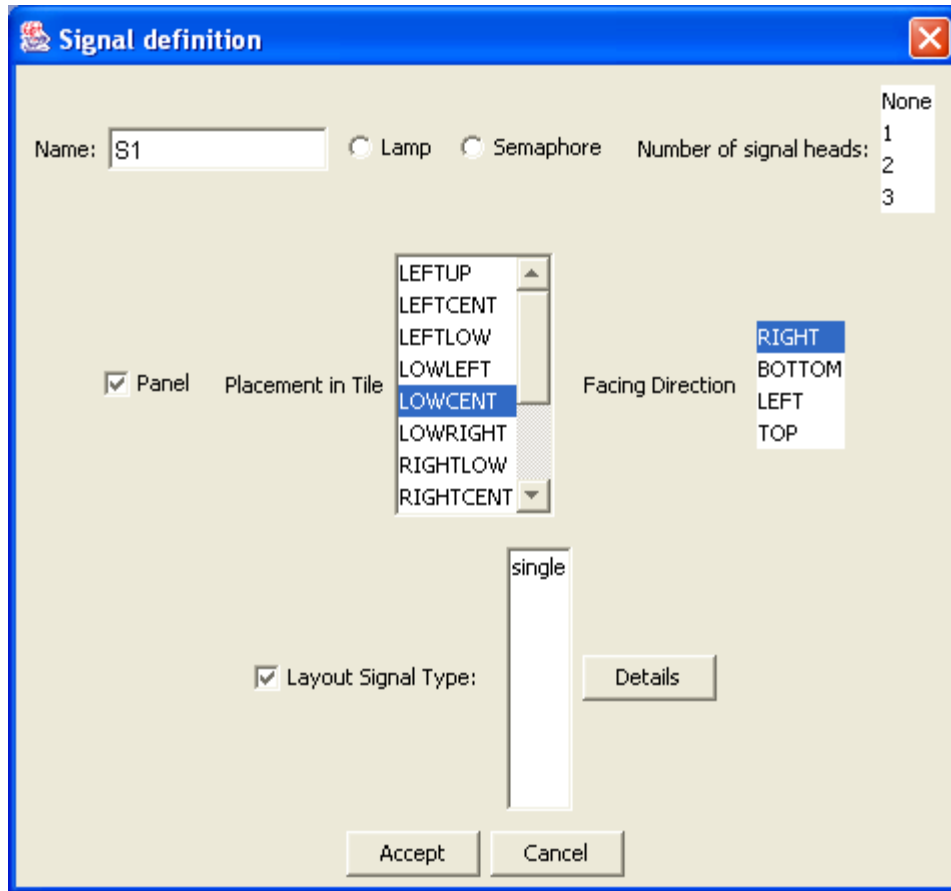 Signal definition
Name: S1 Lamp Semaphore Number of signal heads:
None
1
2
3
Panel Placement in Tile
LEFTUP
LEFTCENT
LEFTLOW
LOWLEFT
LOWCENT
LOWRIGHT
RIGHTLOW
RIGHTCENT
Facing Direction
RIGHT
BOTTOM
LEFT
TOP
Layout Signal Type:
single
Details
Accept Cancel